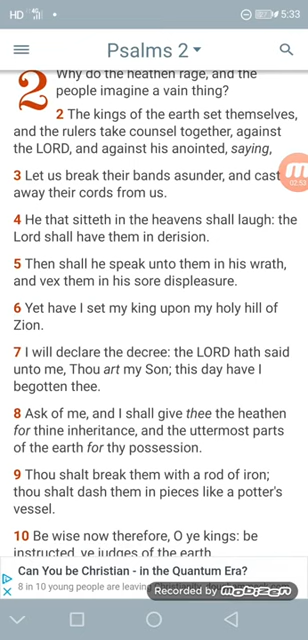 HD 4G 5:33
Psalms 2
2 Why do the heathen rage, and the
people imagine a vain thing?
2 The kings of the earth set themselves,
and the rulers take counsel together, against
the LORD, and against his anointed, saying,
3 Let us break their bands asunder, and cast
away their cords from us.
M
02:53
4 He that sitteth in the heavens shall laugh: the
Lord shall have them in derision.
5 Then shall he speak unto them in his wrath,
and vex them in his sore displeasure.
6 Yet have I set my king upon my holy hill of
Zion.
7 I will declare the decree: the LORD hath said
unto me, Thou art my Son; this day have I
begotten thee.
8 Ask of me, and I shall give thee the heathen
for thine inheritance, and the uttermost parts
of the earth for thy possession.
9 Thou shalt break them with a rod of iron;
thou shalt dash them in pieces like a potter's
vessel.
10 Be wise now therefore, O ye kings: be
instructed, ye judges of the earth
Can You be Christian - in the Quantum Era?
8 in 10 young people are leaving
Recorded by mobizen